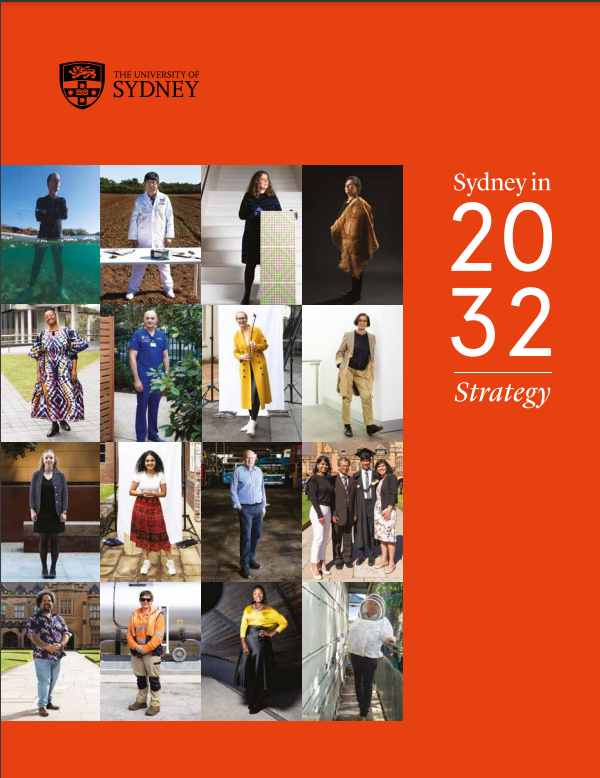 THE UNIVERSITY OF
SYDNEY
Sydney in
20
32
Strategy